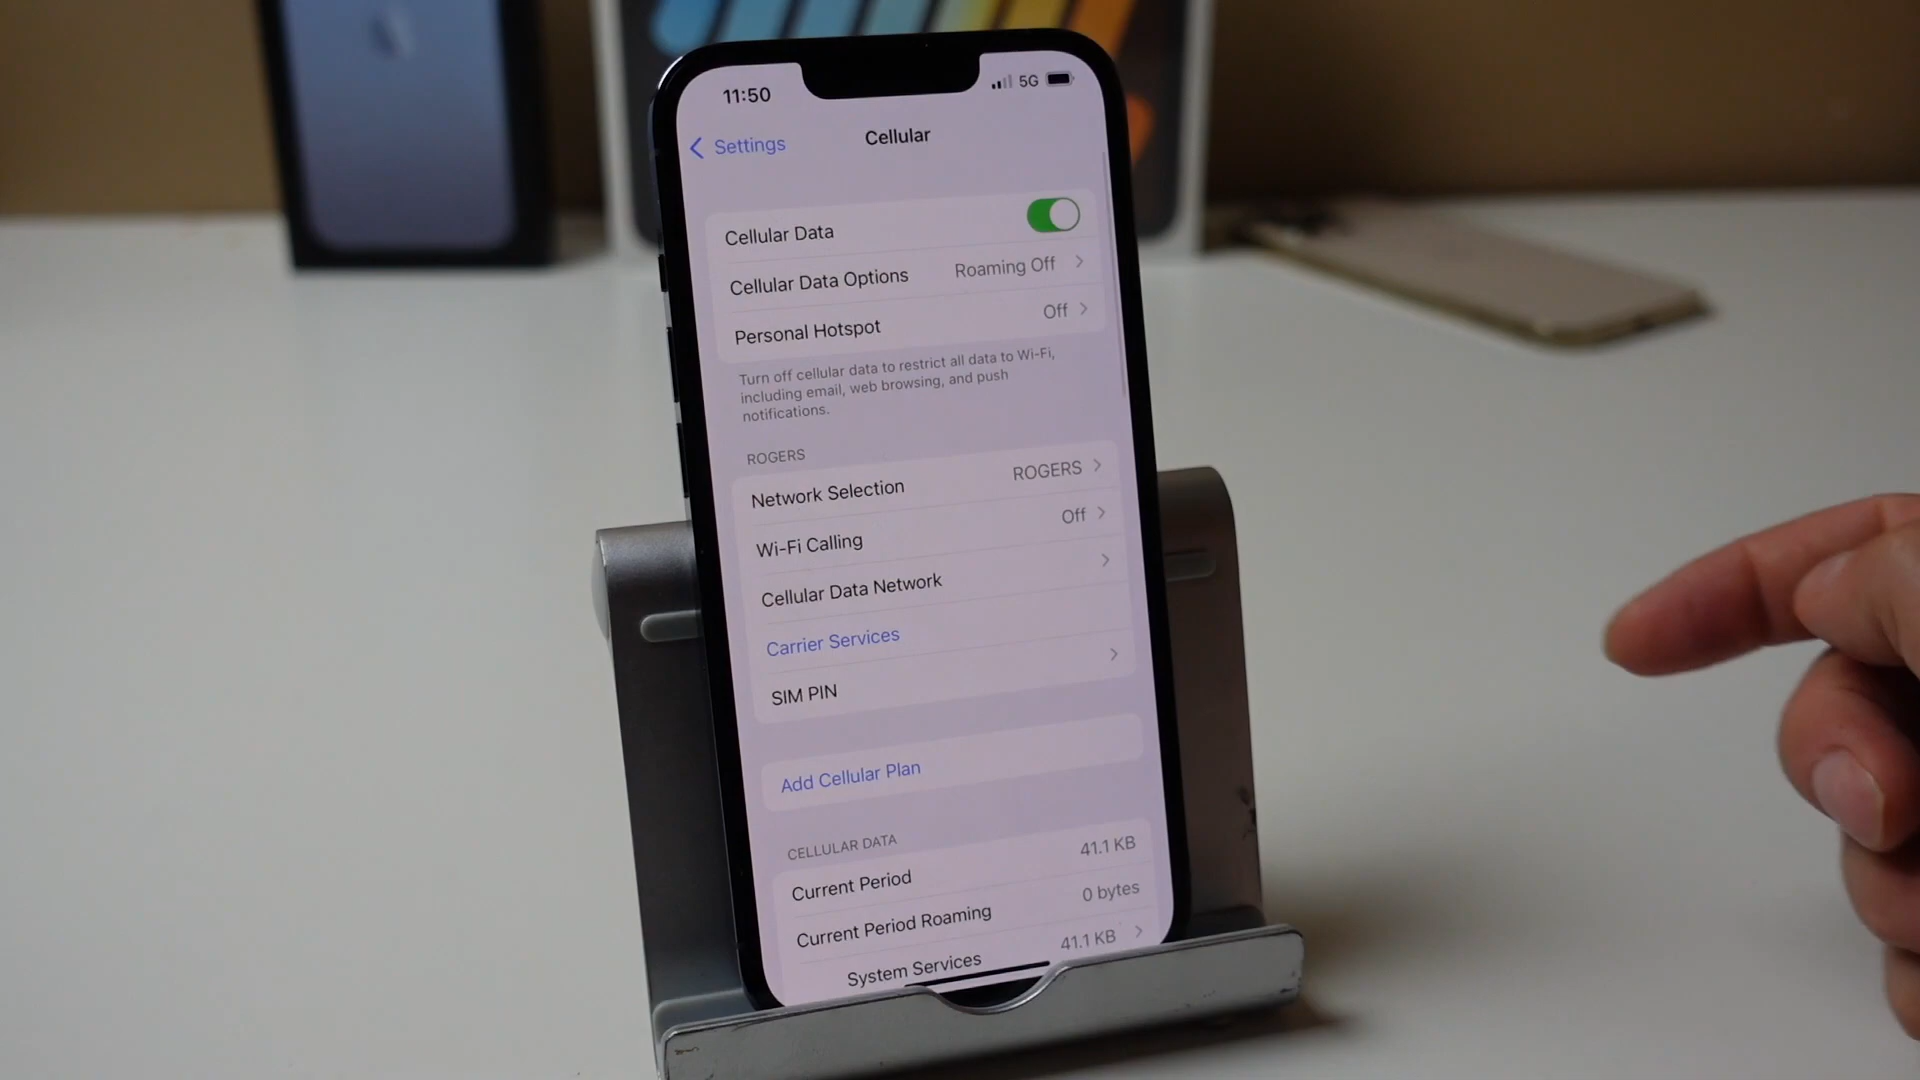 11:50
5G
Settings
Cellular
Cellular Data
Cellular Data Options Roaming Off
Personal Hotspot Off
Turn off cellular data to restrict all data to Wi-Fi,
including email, web browsing, and push
notifications.
ROGERS
Network Selection ROGERS
Wi-Fi Calling Off
Cellular Data Network
Carrier Services
SIM PIN
Add Cellular Plan
CELLULAR DATA
Current Period 41.1 KB
Current Period Roaming 0 bytes
System Services 41.1 KB